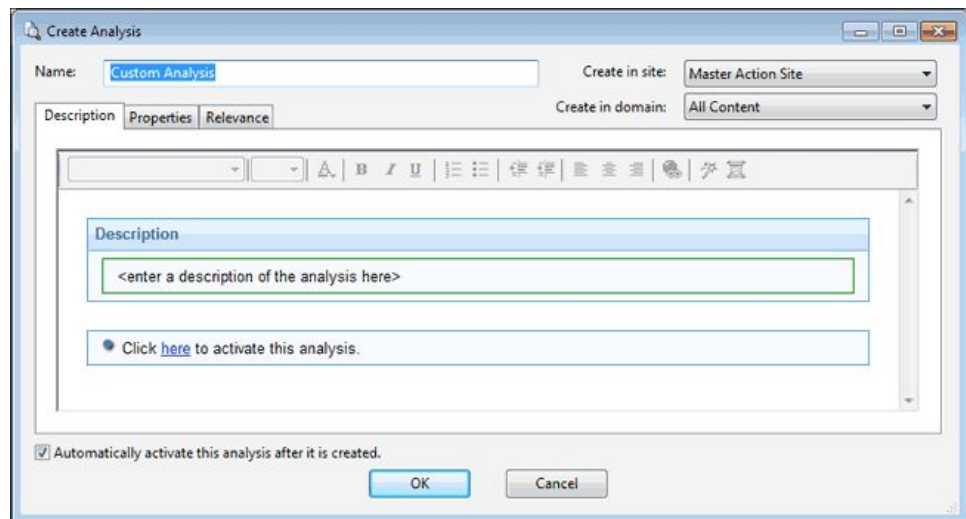 Create Analysis
Name: Custom Analysis Create in site: Master Action Site
Create in domain: All Content
Description Properties Relevance
A B I U
Description
<enter a description of the analysis here>
Click here to activate this analysis.
Automatically activate this analysis after it is created.
OK Cancel